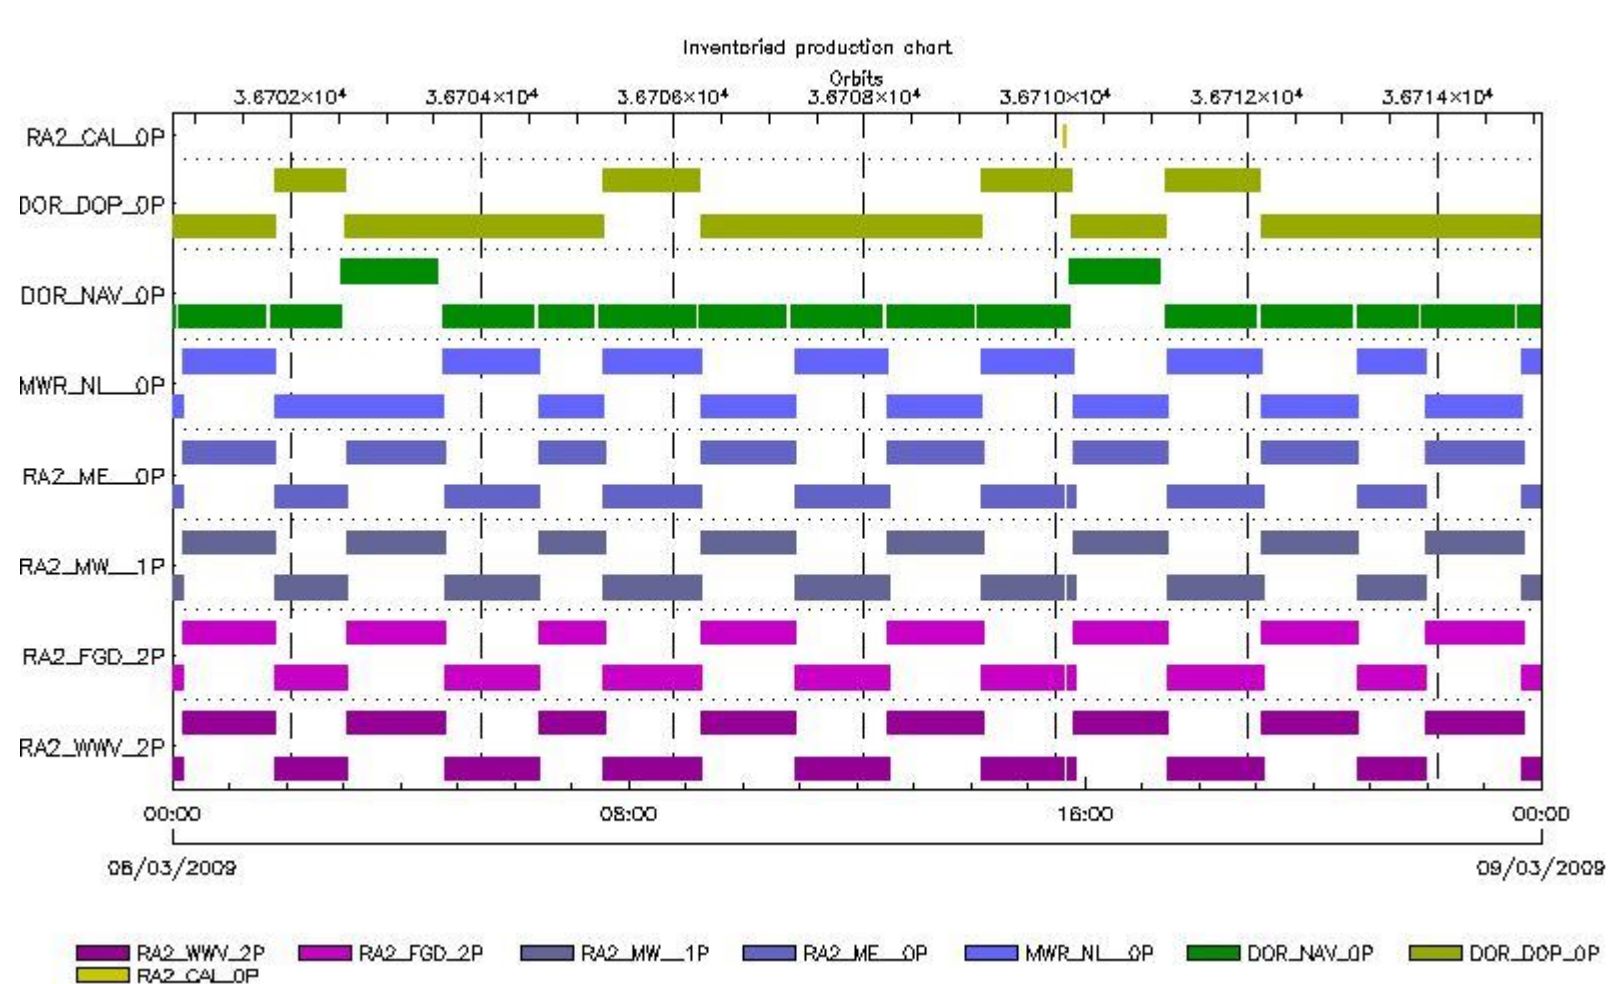 Inventoried production chart
Orbits
3.6702×10⁴ 3.6704×10⁴ 3.6706×10⁴ 3.6708×10⁴ 3.6710×10⁴ 3.6712×10⁴ 3.6714×10⁴
RA2_CAL_0P
DOR_DOP_0P
DOR_NAV_0P
MWR_NL__0P
RA2_ME__0P
RA2_MW__1P
RA2_FGD_2P
RA2_WWV_2P
00:00 08:00 16:00 00:00
08/03/2009 09/03/2009
RA2_WWV_2P RA2_FGD_2P RA2_MW__1P RA2_ME__0P MWR_NL__0P DOR_NAV_0P DOR_DOP_0P
RA2_CAL_0P